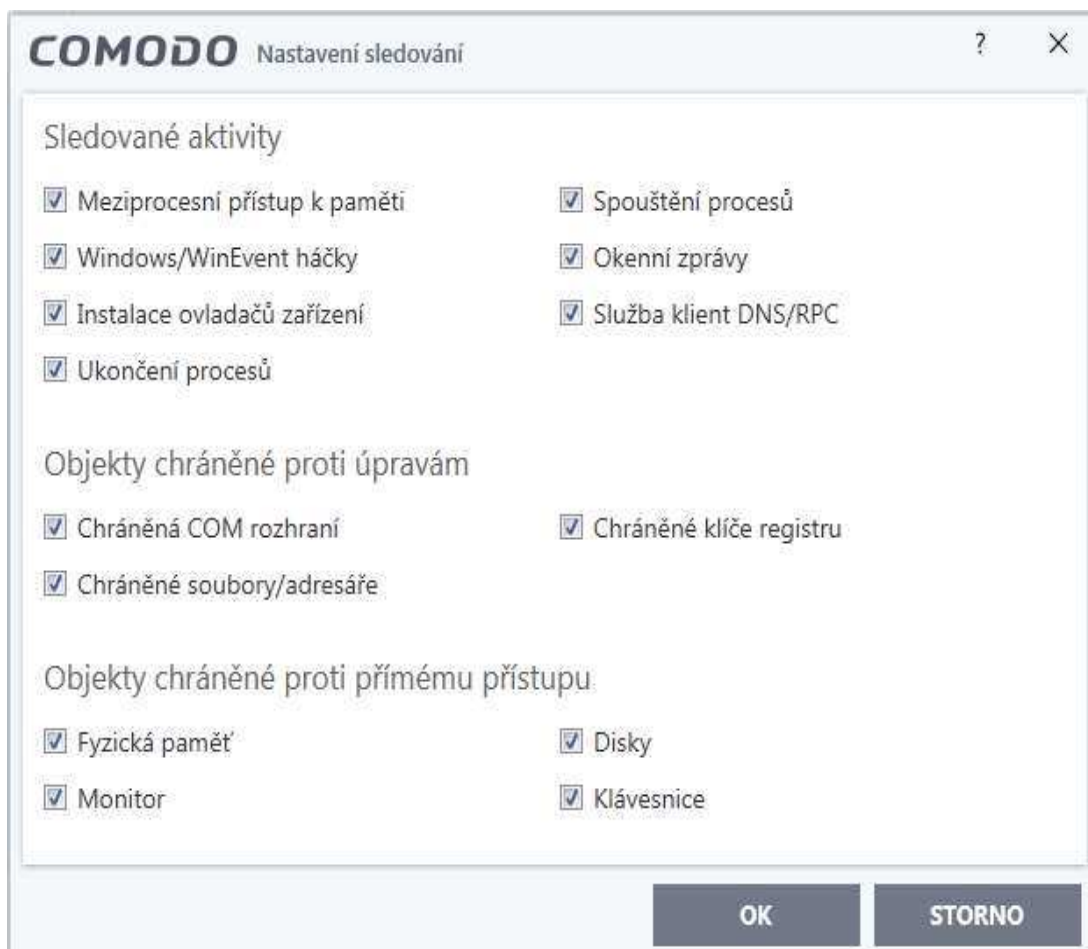 COMODO Nastavení sledování ? X
Sledované aktivity
Meziprocesní přístup k paměti Spouštění procesů
Windows/WinEvent háčky Okenní zprávy
Instalace ovladačů zařízení Služba klient DNS/RPC
Ukončení procesů
Objekty chráněné proti úpravám
Chráněná COM rozhraní Chráněné klíče registru
Chráněné soubory/adresáře
Objekty chráněné proti přímému přístupu
Fyzická paměť Disky
Monitor Klávesnice
OK STORNO